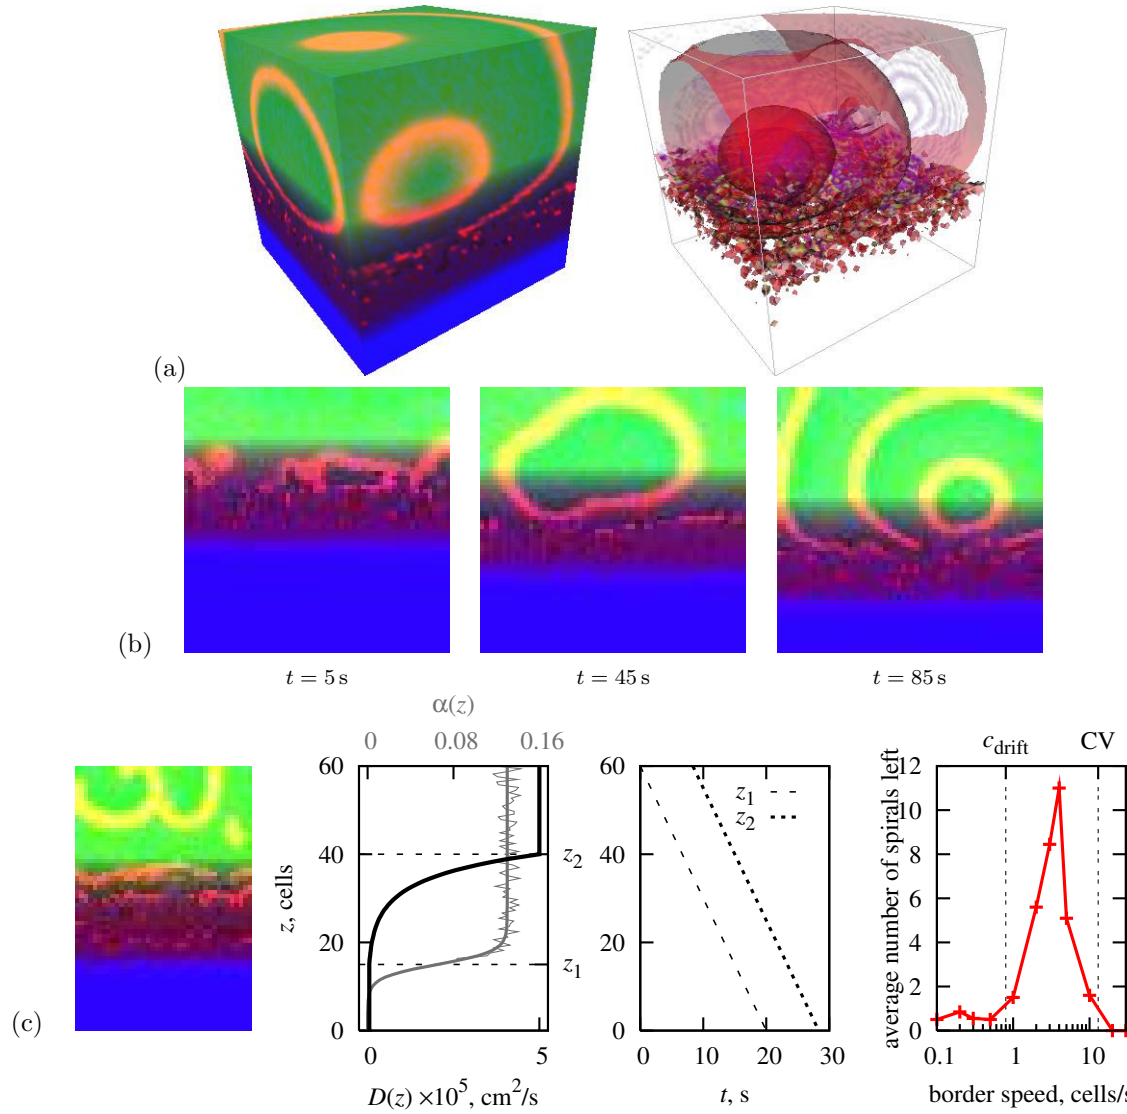 (a)
(b)
t = 5 s
t = 45 s
t = 85 s
(c)
α(z)
0 0.08 0.16
60
40
20
0
z, cells
z2
z1
0 5
D(z) ×10^5, cm^2/s
60
40
20
0
z1
z2
0 10 20 30
t, s
c_drift CV
12
10
8
6
4
2
0
average number of spirals left
0.1 1 10
border speed, cells/s